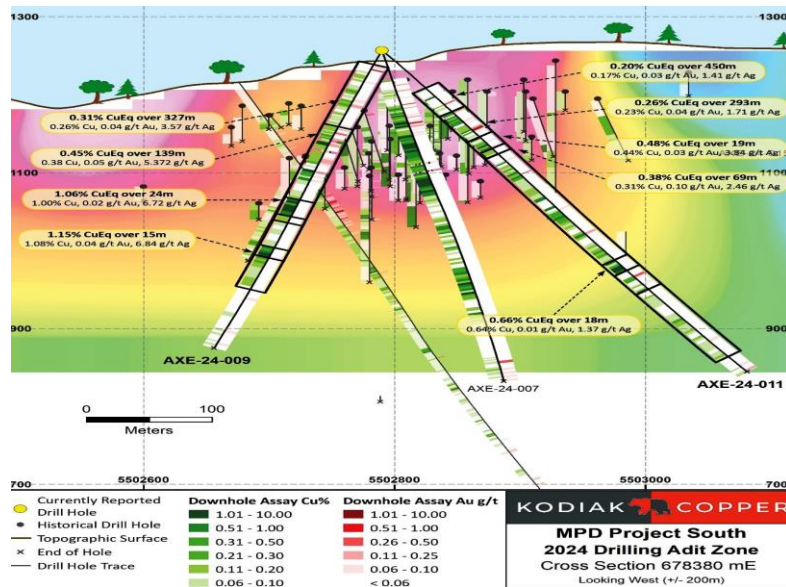 1300
0.20% CuEq over 450m
0.17% Cu, 0.03 g/t Au, 1.41 g/t Ag
0.31% CuEq over 327m
0.26% Cu, 0.04 g/t Au, 3.57 g/t Ag
0.26% CuEq over 293m
0.23% Cu, 0.04 g/t Au, 1.71 g/t Ag
0.45% CuEq over 139m
0.38 Cu, 0.05 g/t Au, 5.372 g/t Ag
0.48% CuEq over 19m
0.44% Cu, 0.03 g/t Au, g/t Ag
1100
1100
0.38% CuEq over 69m
0.31% Cu, 0.10 g/t Au, 2.46 g/t Ag
1.06% CuEq over 24m
1.00% Cu, 0.02 g/t Au, 6.72 g/t Ag
1.15% CuEq over 15m
1.08% Cu, 0.04 g/t Au, 6.84 g/t Ag
0.66% CuEq over 18m
0.64% Cu, 0.01 g/t Au, 1.37 g/t Ag
900
900
AXE-24-009
AXE-24-007
AXE-24-011
0 100
Meters
700
700
5502600 5502800 5503000
Currently Reported
Drill Hole
Historical Drill Hole
Topographic Surface
End of Hole
Drill Hole Trace
Downhole Assay Cu%
1.01 - 10.00
0.51 - 1.00
0.31 - 0.50
0.21 - 0.30
0.11 - 0.20
0.06 - 0.10
Downhole Assay Au g/t
1.01 - 10.00
0.51 - 1.00
0.26 - 0.50
0.11 - 0.25
0.06 - 0.10
< 0.06
KODIAK COPPER
MPD Project South
2024 Drilling Adit Zone
Cross Section 678380 mE
Looking West (+/- 200m)